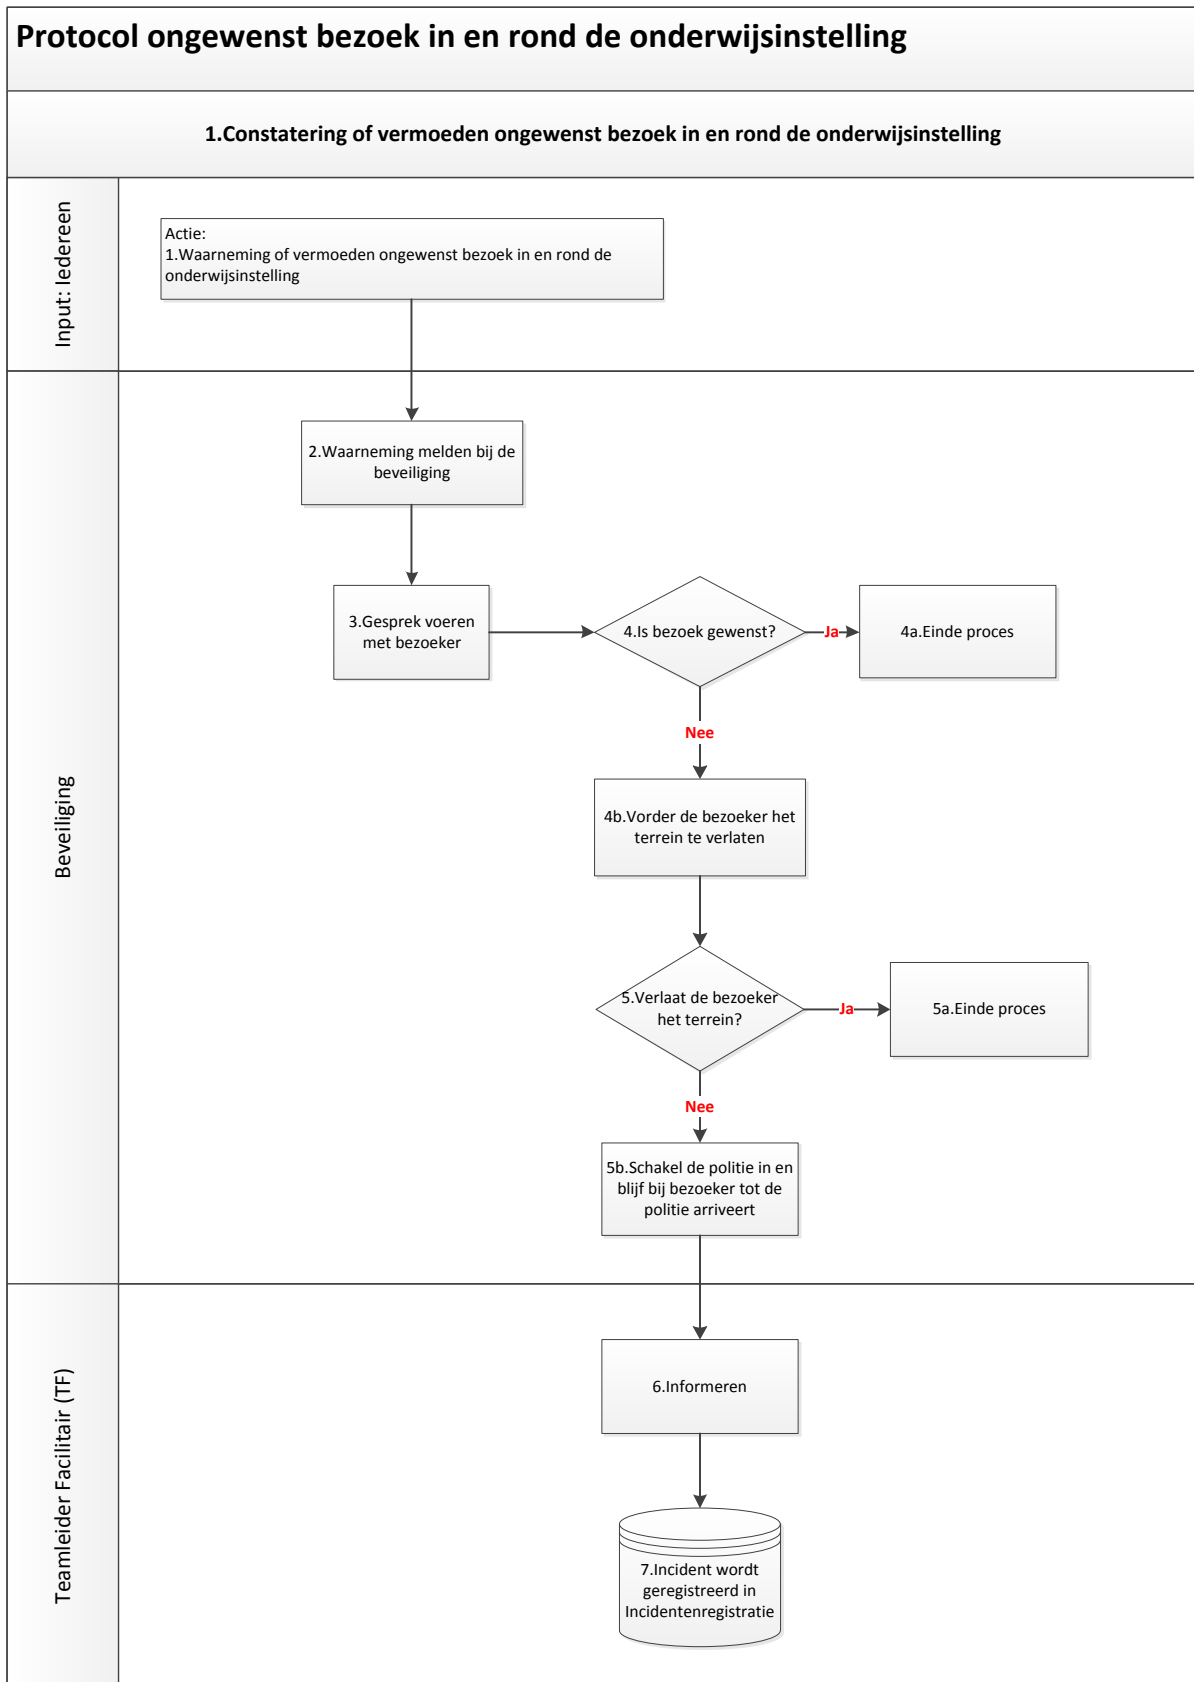 Protocol ongewenst bezoek in en rond de onderwijsinstelling
1.Constatering of vermoeden ongewenst bezoek in en rond de onderwijsinstelling
Input: Iedereen
Actie:
1.Waarneming of vermoeden ongewenst bezoek in en rond de
onderwijsinstelling
Beveiliging
2.Waarneming melden bij de
beveiliging
3.Gesprek voeren
met bezoeker
4.Is bezoek gewenst?
Ja
4a.Einde proces
Nee
4b.Vorder de bezoeker het
terrein te verlaten
5.Verlaat de bezoeker
het terrein?
Ja
5a.Einde proces
Nee
5b.Schakel de politie in en
blijf bij bezoeker tot de
politie arriveert
Teamleider Facilitair (TF)
6.Informeren
7.Incident wordt
geregistreerd in
Incidentenregistratie